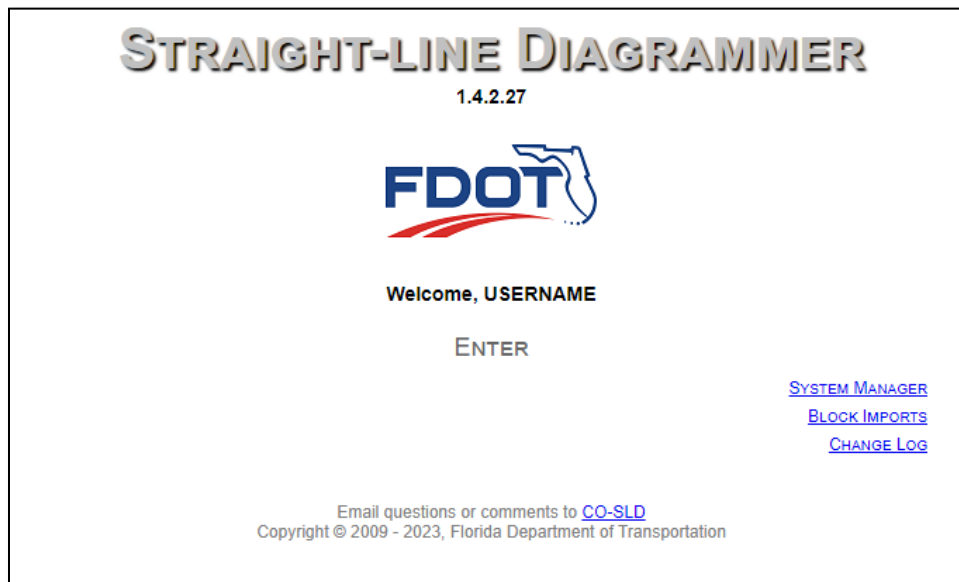 STRAIGHT-LINE DIAGRAMMER
1.4.2.27
FDOT
Welcome, USERNAME
ENTER
SYSTEM MANAGER
BLOCK IMPORTS
CHANGE LOG
Email questions or comments to CO-SLD
Copyright © 2009 - 2023, Florida Department of Transportation